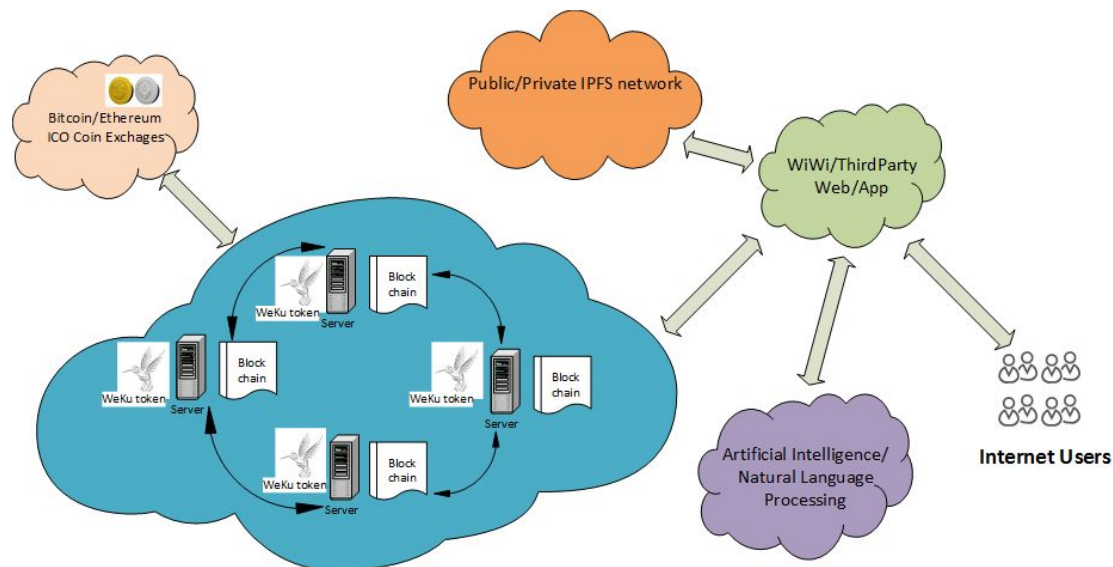 Bitcoin/Ethereum
ICO Coin Exchages
Public/Private IPFS network
WiWi/ThirdParty
Web/App
WeKu token
Server
Block
chain
WeKu token
Server
Block
chain
WeKu token
Server
Block
chain
WeKu token
Server
Block
chain
Artificial Intelligence/
Natural Language
Processing
Internet Users